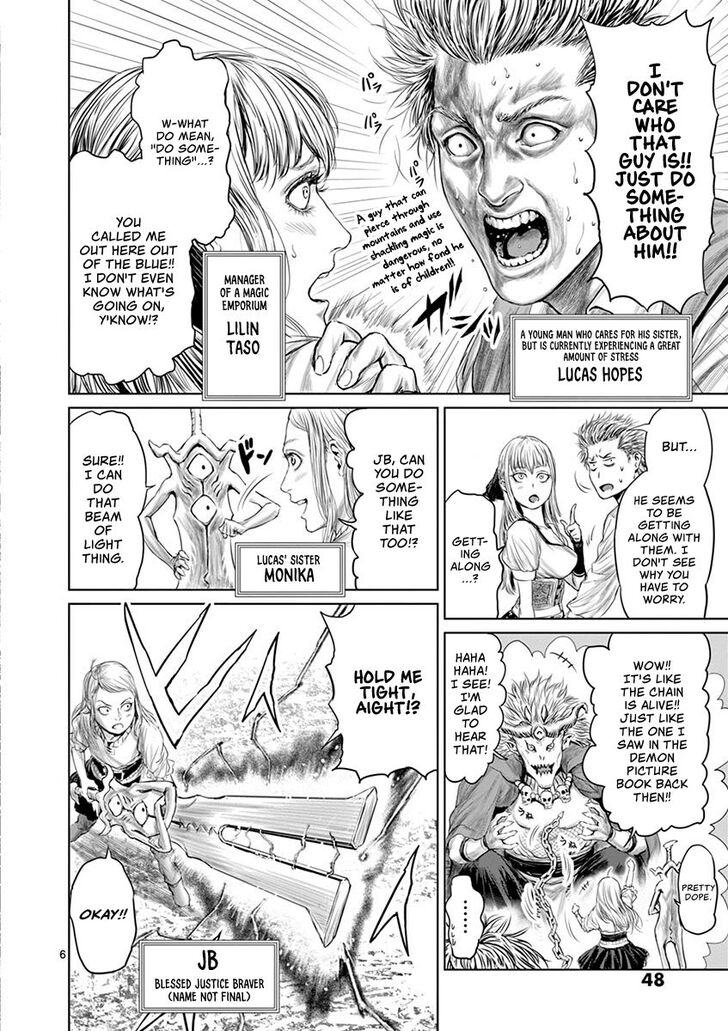 I
DON'T
CARE
WHO
THAT
GUY IS!!
JUST DO
SOME-
THING
ABOUT
HIM!!
パ
パ
A guy that can
pierce through
mountains and use
shackling magic is
dangerous, no
matter how fond he
is of children!!
ガッ
A YOUNG MAN WHO CARES FOR HIS SISTER,
BUT IS CURRENTLY EXPERIENCING A GREAT
AMOUNT OF STRESS
LUCAS HOPES
W-WHAT
DO MEAN,
"DO SOME-
THING"...?
YOU
CALLED ME
OUT HERE OUT
OF THE BLUE!!
I DON'T EVEN
KNOW WHAT'S
GOING ON,
Y'KNOW!?
MANAGER
OF A MAGIC
EMPORIUM
LILIN
TASO
BUT...
HE SEEMS
TO BE
GETTING
ALONG WITH
THEM. I
DON'T SEE
WHY YOU
HAVE TO
WORRY.
GETT-
ING
ALONG
...?
WOW!!
IT'S LIKE
THE CHAIN
IS ALIVE!!
JUST LIKE
THE ONE I
SAW IN THE
DEMON
PICTURE
BOOK BACK
THEN!!
HAHA
HAHA!
I SEE!
I'M
GLAD
TO
HEAR
THAT!
PRETTY
DOPE.
......
JB, CAN
YOU DO
SOME-
THING
LIKE
THAT
TOO!?
ドン
SURE!!
I CAN
DO
THAT
BEAM
OF
LIGHT
THING.
LUCAS' SISTER
MONIKA
HOLD ME
TIGHT,
AIGHT!?
OKAY!!
JB
BLESSED JUSTICE BRAVER
(NAME NOT FINAL)
6
48